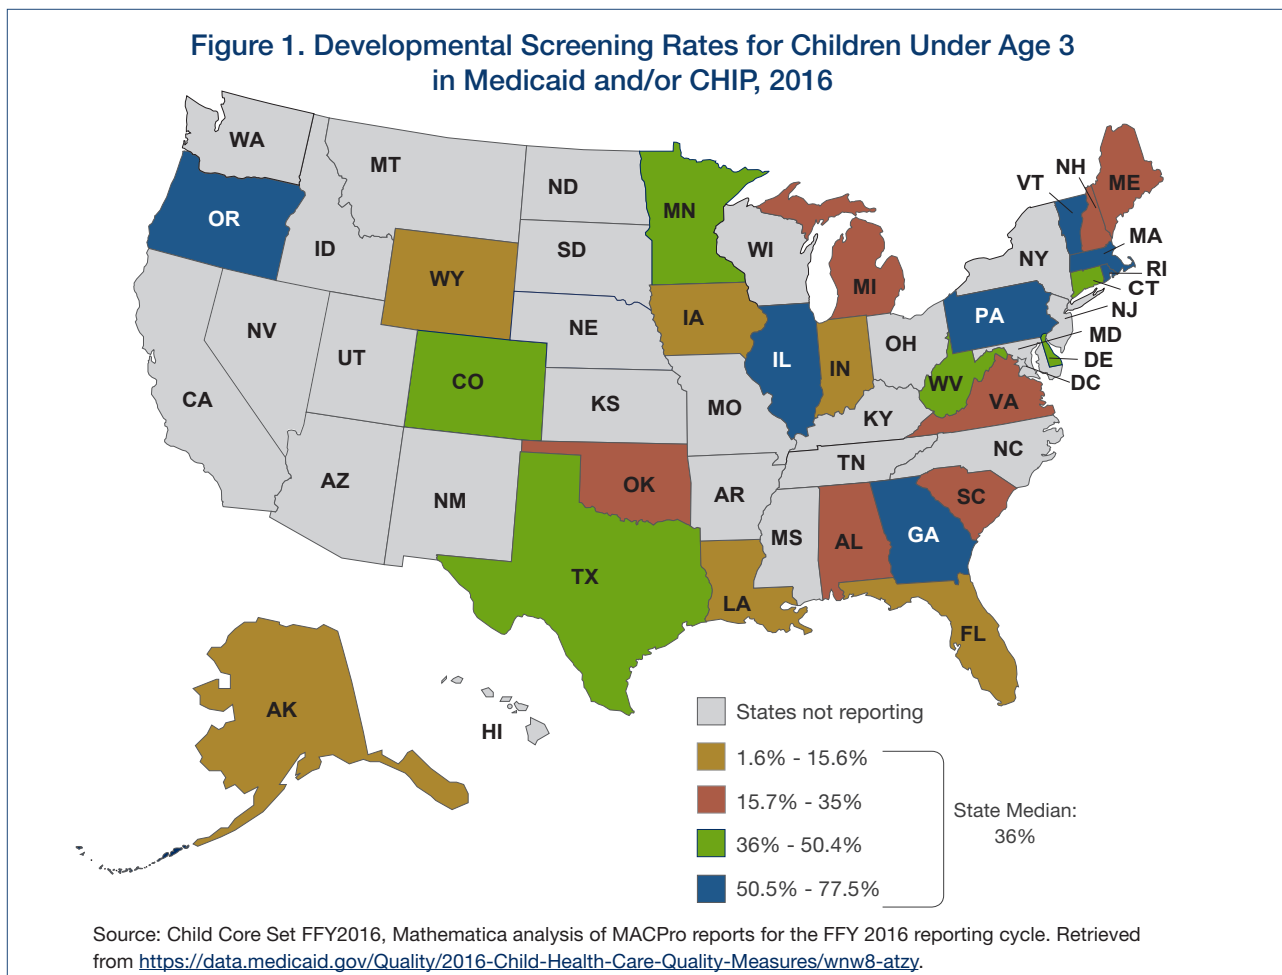 Figure 1. Developmental Screening Rates for Children Under Age 3
in Medicaid and/or CHIP, 2016
WA
MT
ND
MN
NH
ME
VT
OR
ID
SD
WI
NY
MA
RI
CT
NJ
WY
IA
MI
PA
MD
DE
DC
NV
UT
NE
IL
IN
OH
WV
VA
CA
CO
KS
MO
KY
NC
AZ
NM
OK
AR
TN
SC
TX
MS
AL
GA
LA
FL
AK
HI
States not reporting
1.6% - 15.6%
15.7% - 35%
36% - 50.4%
50.5% - 77.5%
State Median:
36%
Source: Child Core Set FFY2016, Mathematica analysis of MACPro reports for the FFY 2016 reporting cycle. Retrieved
from https://data.medicaid.gov/Quality/2016-Child-Health-Care-Quality-Measures/wnw8-atzy.